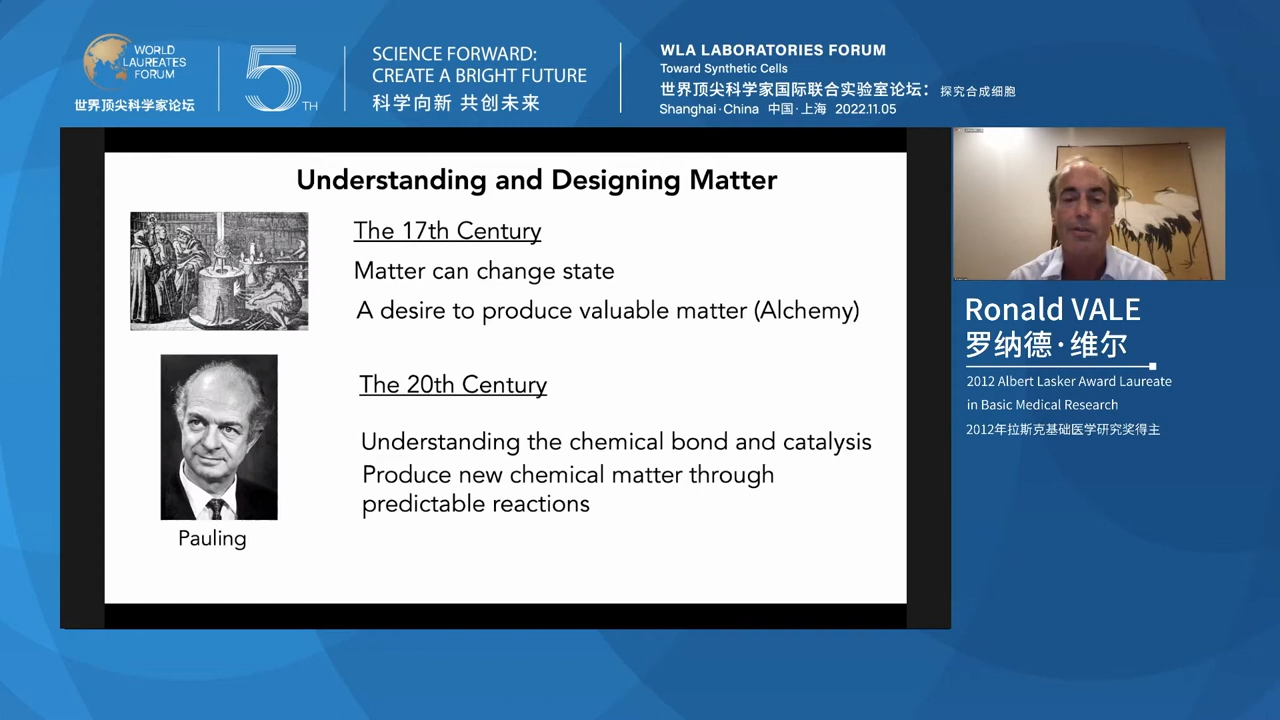 WORLD
LAUREATES
FORUM
世界顶尖科学家论坛
5TH
SCIENCE FORWARD:
CREATE A BRIGHT FUTURE
科学向新 共创未来
WLA LABORATORIES FORUM
Toward Synthetic Cells
世界顶尖科学家国际联合实验室论坛：探究合成细胞
Shanghai·China 中国·上海 2022.11.05
Understanding and Designing Matter
The 17th Century
Matter can change state
A desire to produce valuable matter (Alchemy)
The 20th Century
Understanding the chemical bond and catalysis
Produce new chemical matter through
predictable reactions
Pauling
Ronald VALE
罗纳德·维尔
2012 Albert Lasker Award Laureate
in Basic Medical Research
2012年拉斯克基础医学研究奖得主